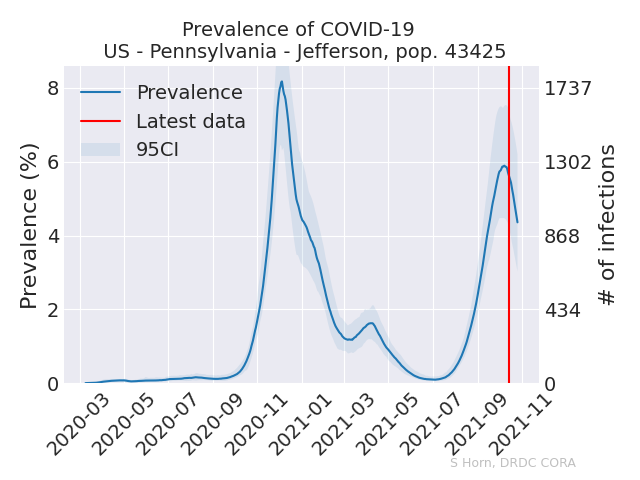 Prevalence of COVID-19
US - Pennsylvania - Jefferson, pop. 43425
Prevalence
Latest data
95CI
Prevalence (%)
8
6
4
2
0
1737
1302
868
434
0
# of infections
2020-03
2020-05
2020-07
2020-09
2020-11
2021-01
2021-03
2021-05
2021-07
2021-09
2021-11
S Horn, DRDC CORA